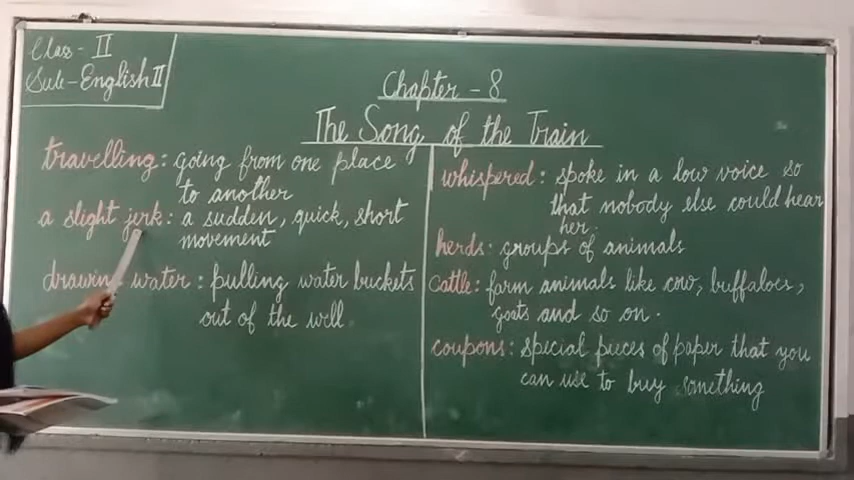 Class - II
Sub - English II
Chapter - 8
The Song of the Train
travelling : going from one place
to another
a slight jerk : a sudden, quick, short
movement
drawing water : pulling water buckets
out of the well
whispered : spoke in a low voice so
that nobody else could hear
her.
herds : groups of animals
cattle : farm animals like cow, buffaloes,
goats and so on.
coupons : special pieces of paper that you
can use to buy something